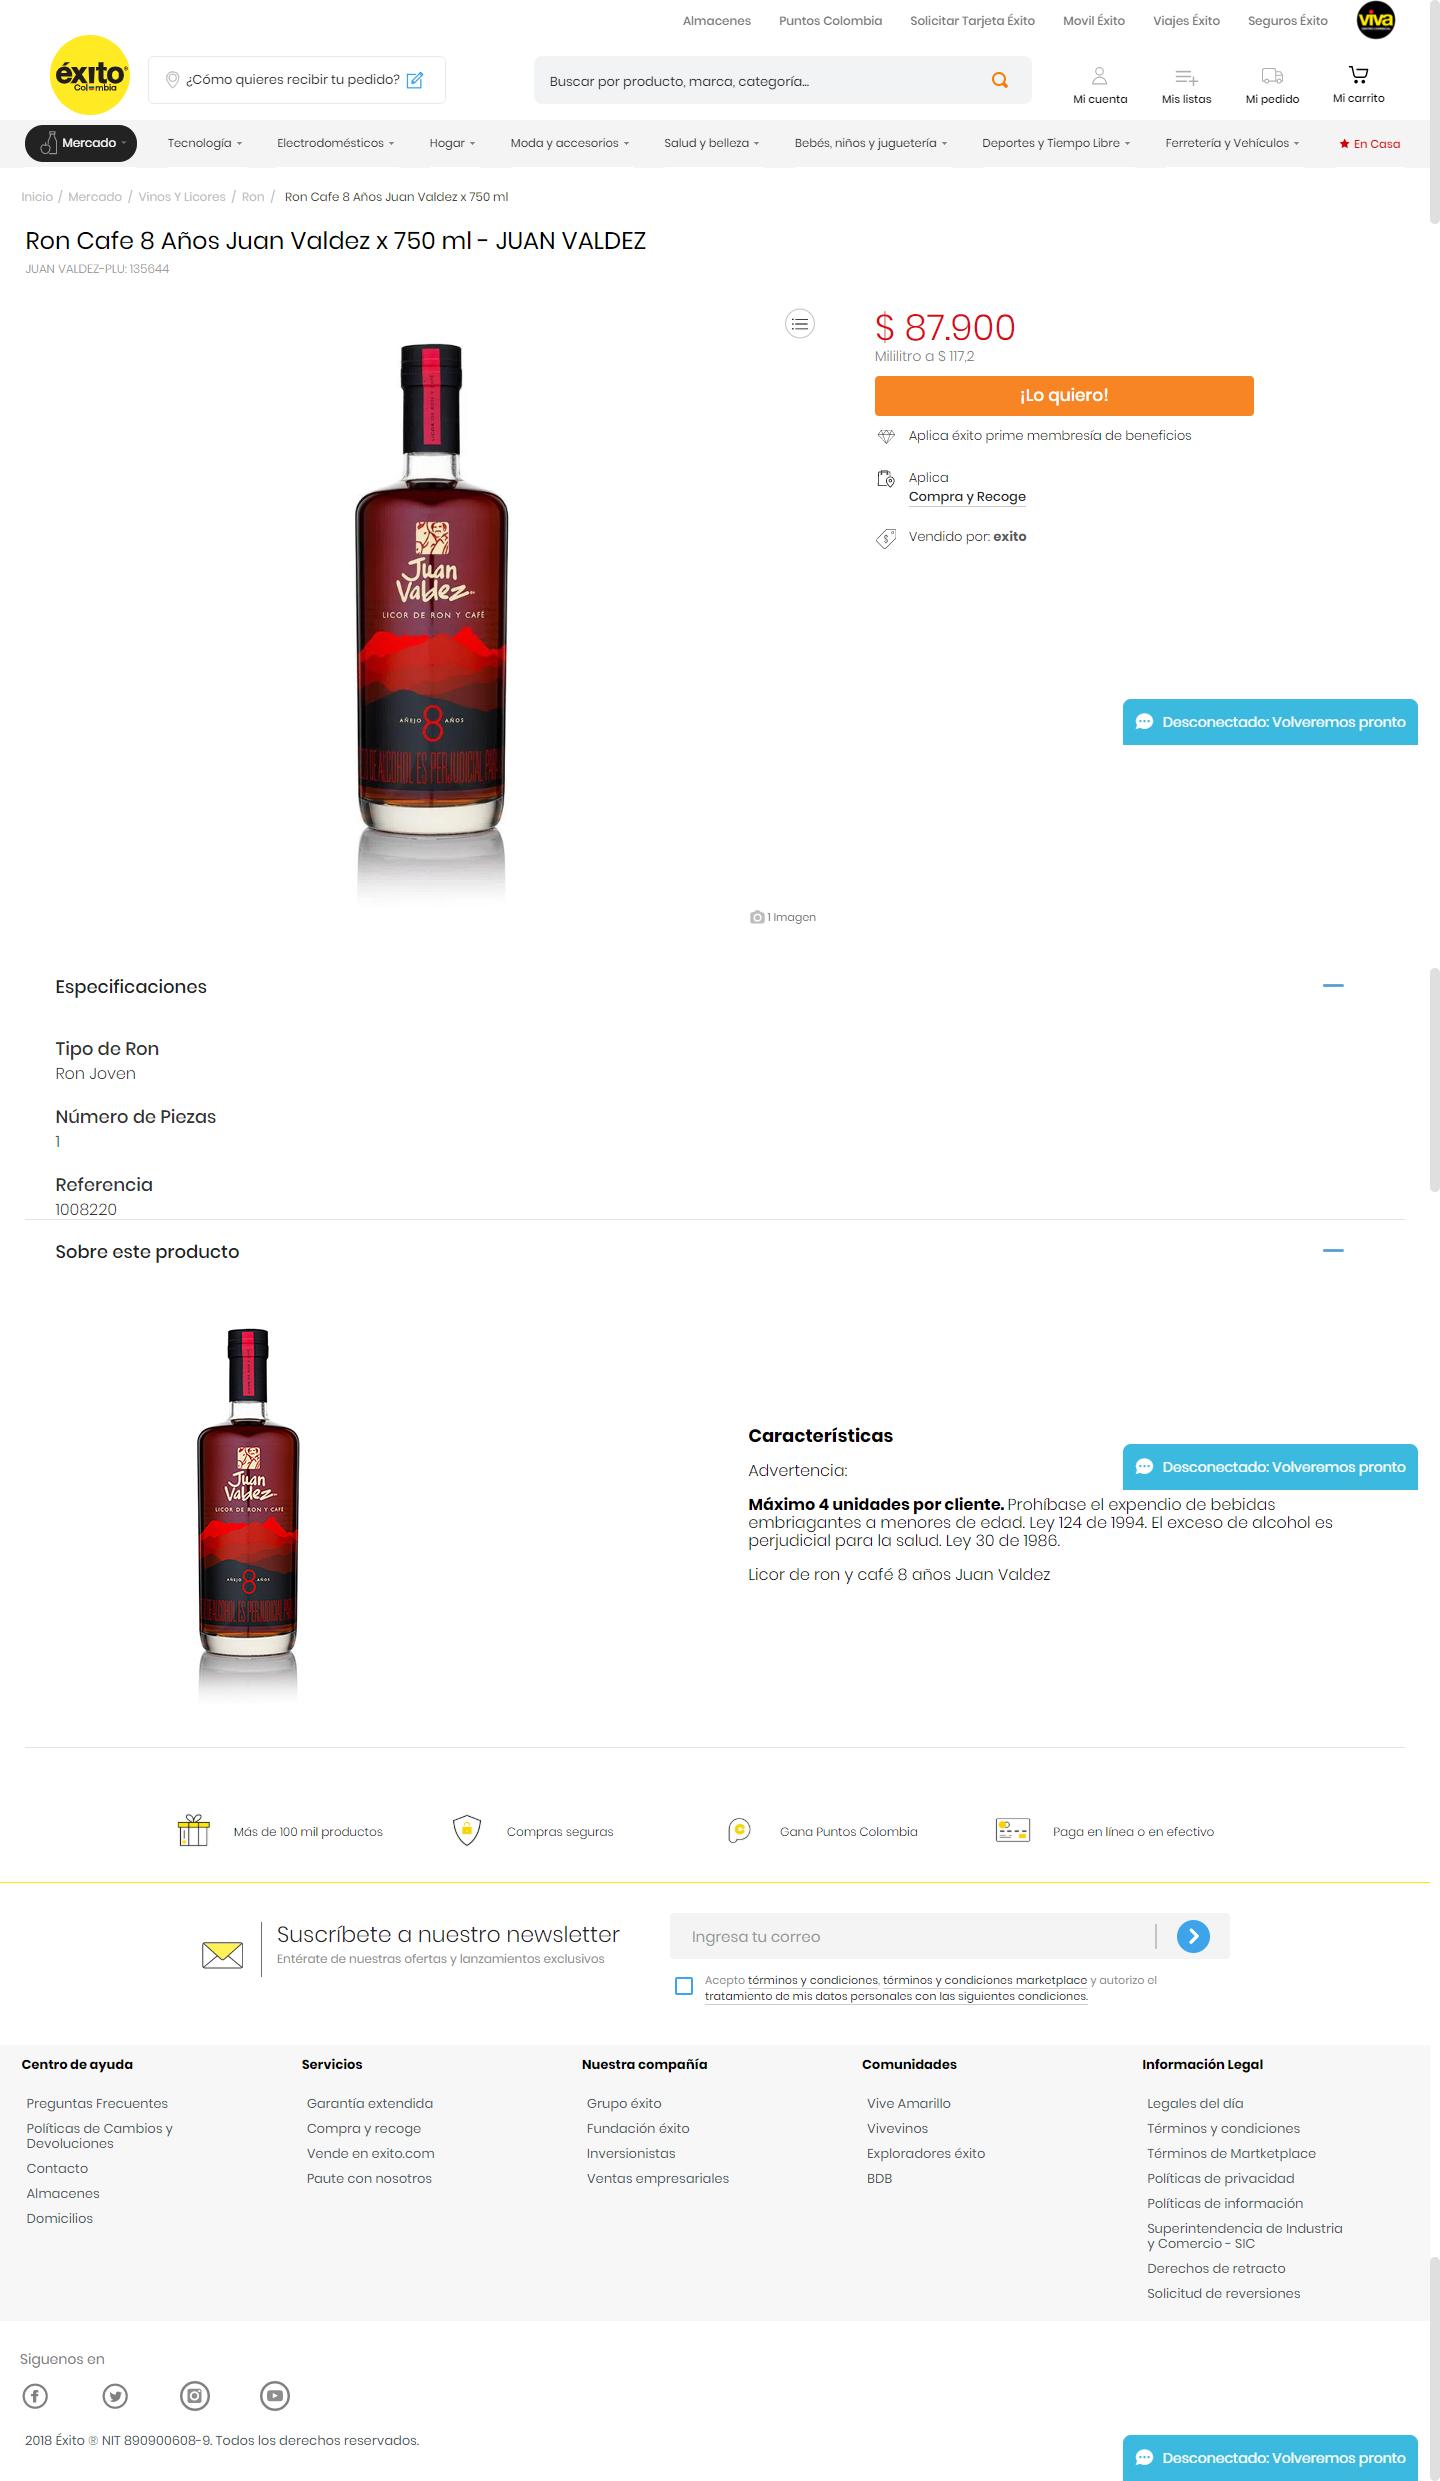 Almacenes Puntos Colombia Solicitar Tarjeta Éxito Movil Éxito Viajes Éxito Seguros Éxito viva
éxito
Colombia
¿Cómo quieres recibir tu pedido?
Buscar por producto, marca, categoría...
Mi cuenta Mis listas Mi pedido Mi carrito
Mercado Tecnología Electrodomésticos Hogar Moda y accesorios Salud y belleza Bebés, niños y juguetería Deportes y Tiempo Libre Ferretería y Vehículos En Casa
Inicio / Mercado / Vinos Y Licores / Ron / Ron Cafe 8 Años Juan Valdez x 750 ml
Ron Cafe 8 Años Juan Valdez x 750 ml - JUAN VALDEZ
JUAN VALDEZ-PLU: 135644
Juan
Valdez
LICOR DE RON Y CAFÉ
AÑEJO 8 AÑOS
DE ALCOHOL ES PERJUDICIAL PARA
1 Imagen
$ 87.900
Mililitro a $ 117,2
¡Lo quiero!
Aplica éxito prime membresía de beneficios
Aplica
Compra y Recoge
Vendido por: exito
Desconectado: Volveremos pronto
Especificaciones
Tipo de Ron
Ron Joven
Número de Piezas
1
Referencia
1008220
Sobre este producto
Juan
Valdez
LICOR DE RON Y CAFÉ
AÑEJO 8 AÑOS
DE ALCOHOL ES PERJUDICIAL PARA
Características
Advertencia:
Desconectado: Volveremos pronto
Máximo 4 unidades por cliente. Prohíbase el expendio de bebidas
embriagantes a menores de edad. Ley 124 de 1994. El exceso de alcohol es
perjudicial para la salud. Ley 30 de 1986.
Licor de ron y café 8 años Juan Valdez
Más de 100 mil productos Compras seguras Gana Puntos Colombia Paga en línea o en efectivo
Suscríbete a nuestro newsletter
Entérate de nuestras ofertas y lanzamientos exclusivos
Ingresa tu correo
Acepto términos y condiciones, términos y condiciones marketplace y autorizo el
tratamiento de mis datos personales con las siguientes condiciones.
Centro de ayuda
Preguntas Frecuentes
Políticas de Cambios y
Devoluciones
Contacto
Almacenes
Domicilios
Servicios
Garantía extendida
Compra y recoge
Vende en exito.com
Paute con nosotros
Nuestra compañía
Grupo éxito
Fundación éxito
Inversionistas
Ventas empresariales
Comunidades
Vive Amarillo
Vivevinos
Exploradores éxito
BDB
Información Legal
Legales del día
Términos y condiciones
Términos de Martketplace
Políticas de privacidad
Políticas de información
Superintendencia de Industria
y Comercio - SIC
Derechos de retracto
Solicitud de reversiones
Siguenos en
2018 Éxito ® NIT 890900608-9. Todos los derechos reservados.
Desconectado: Volveremos pronto